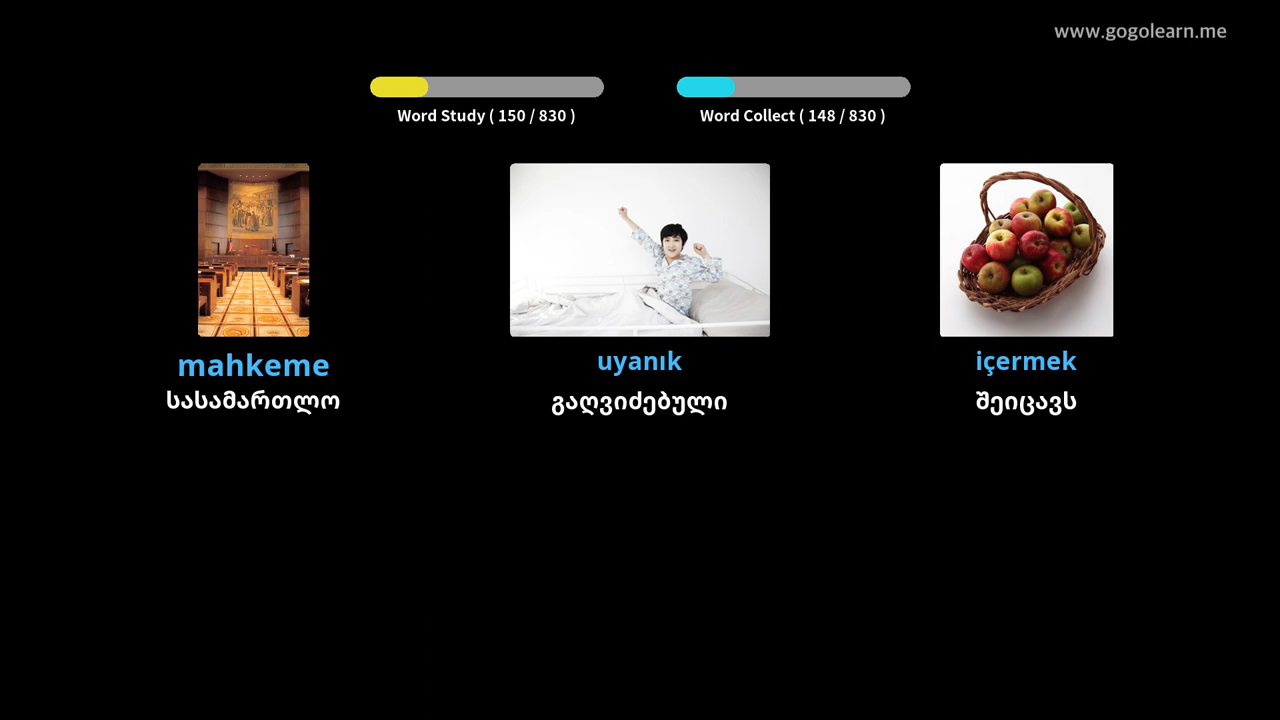 www.gogolearn.me
Word Study ( 150 / 830 )
Word Collect ( 148 / 830 )
mahkeme
სასამართლო
uyanık
გაღვიძებული
içermek
შეიცავს